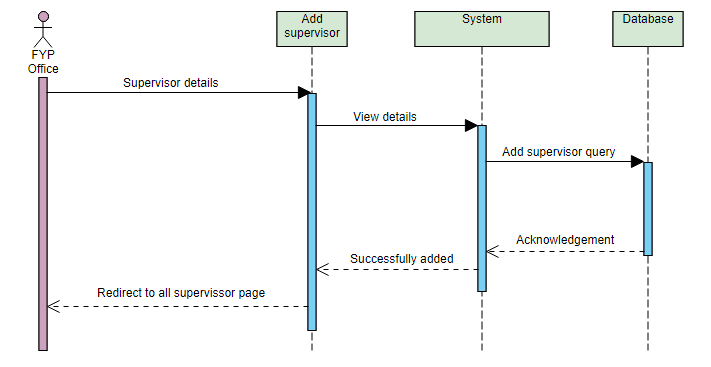 FYP
Office
Add
supervisor
System
Database
Supervisor details
View details
Add supervisor query
Acknowledgement
Successfully added
Redirect to all supervissor page